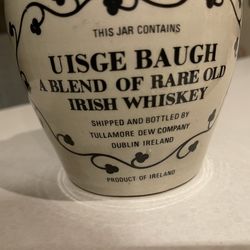 THIS JAR CONTAINS
UISGE BAUGH
A BLEND OF RARE OLD
IRISH WHISKEY
SHIPPED AND BOTTLED BY
TULLAMORE DEW COMPANY
DUBLIN IRELAND
PRODUCT OF IRELAND